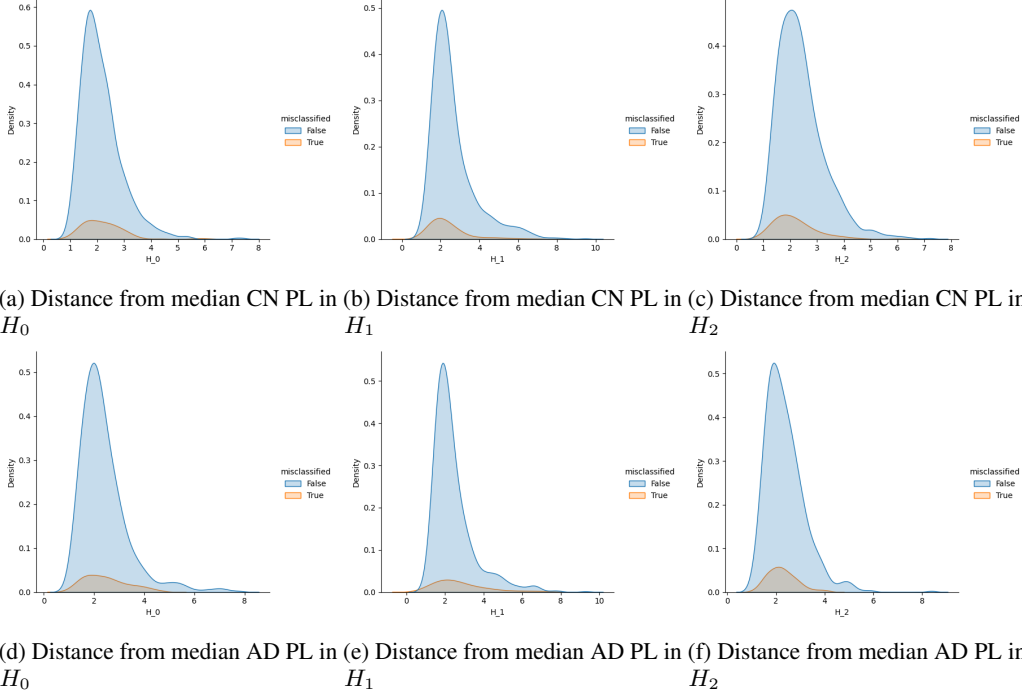 0.6
0.5
0.4
0.3
0.2
0.1
0.0
Density
0 1 2 3 4 5 6 7 8
H_0
misclassified
False
True
0.5
0.4
0.3
0.2
0.1
0.0
Density
0 2 4 6 8 10
H_1
misclassified
False
True
0.4
0.3
0.2
0.1
0.0
Density
0 1 2 3 4 5 6 7 8
H_2
misclassified
False
True
(a) Distance from median CN PL in (b) Distance from median CN PL in (c) Distance from median CN PL in
H₀ H₁ H₂
0.5
0.4
0.3
0.2
0.1
0.0
Density
0 2 4 6 8
H_0
misclassified
False
True
0.5
0.4
0.3
0.2
0.1
0.0
Density
0 2 4 6 8 10
H_1
misclassified
False
True
0.5
0.4
0.3
0.2
0.1
0.0
Density
0 2 4 6 8
H_2
misclassified
False
True
(d) Distance from median AD PL in (e) Distance from median AD PL in (f) Distance from median AD PL in
H₀ H₁ H₂